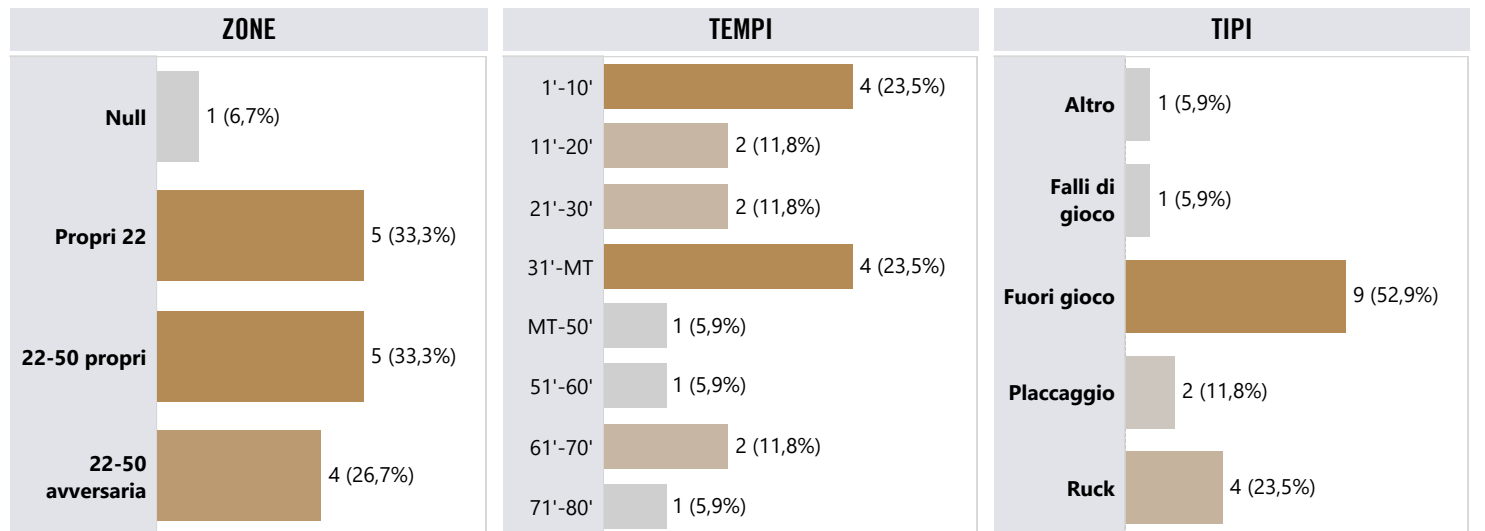 ZONE
Null
1 (6,7%)
Propri 22
5 (33,3%)
22-50 propri
5 (33,3%)
22-50
avversaria
4 (26,7%)
TEMPI
1'-10'
4 (23,5%)
11'-20'
2 (11,8%)
21'-30'
2 (11,8%)
31'-MT
4 (23,5%)
MT-50'
1 (5,9%)
51'-60'
1 (5,9%)
61'-70'
2 (11,8%)
71'-80'
1 (5,9%)
TIPI
Altro
1 (5,9%)
Falli di
gioco
1 (5,9%)
Fuori gioco
9 (52,9%)
Placcaggio
2 (11,8%)
Ruck
4 (23,5%)